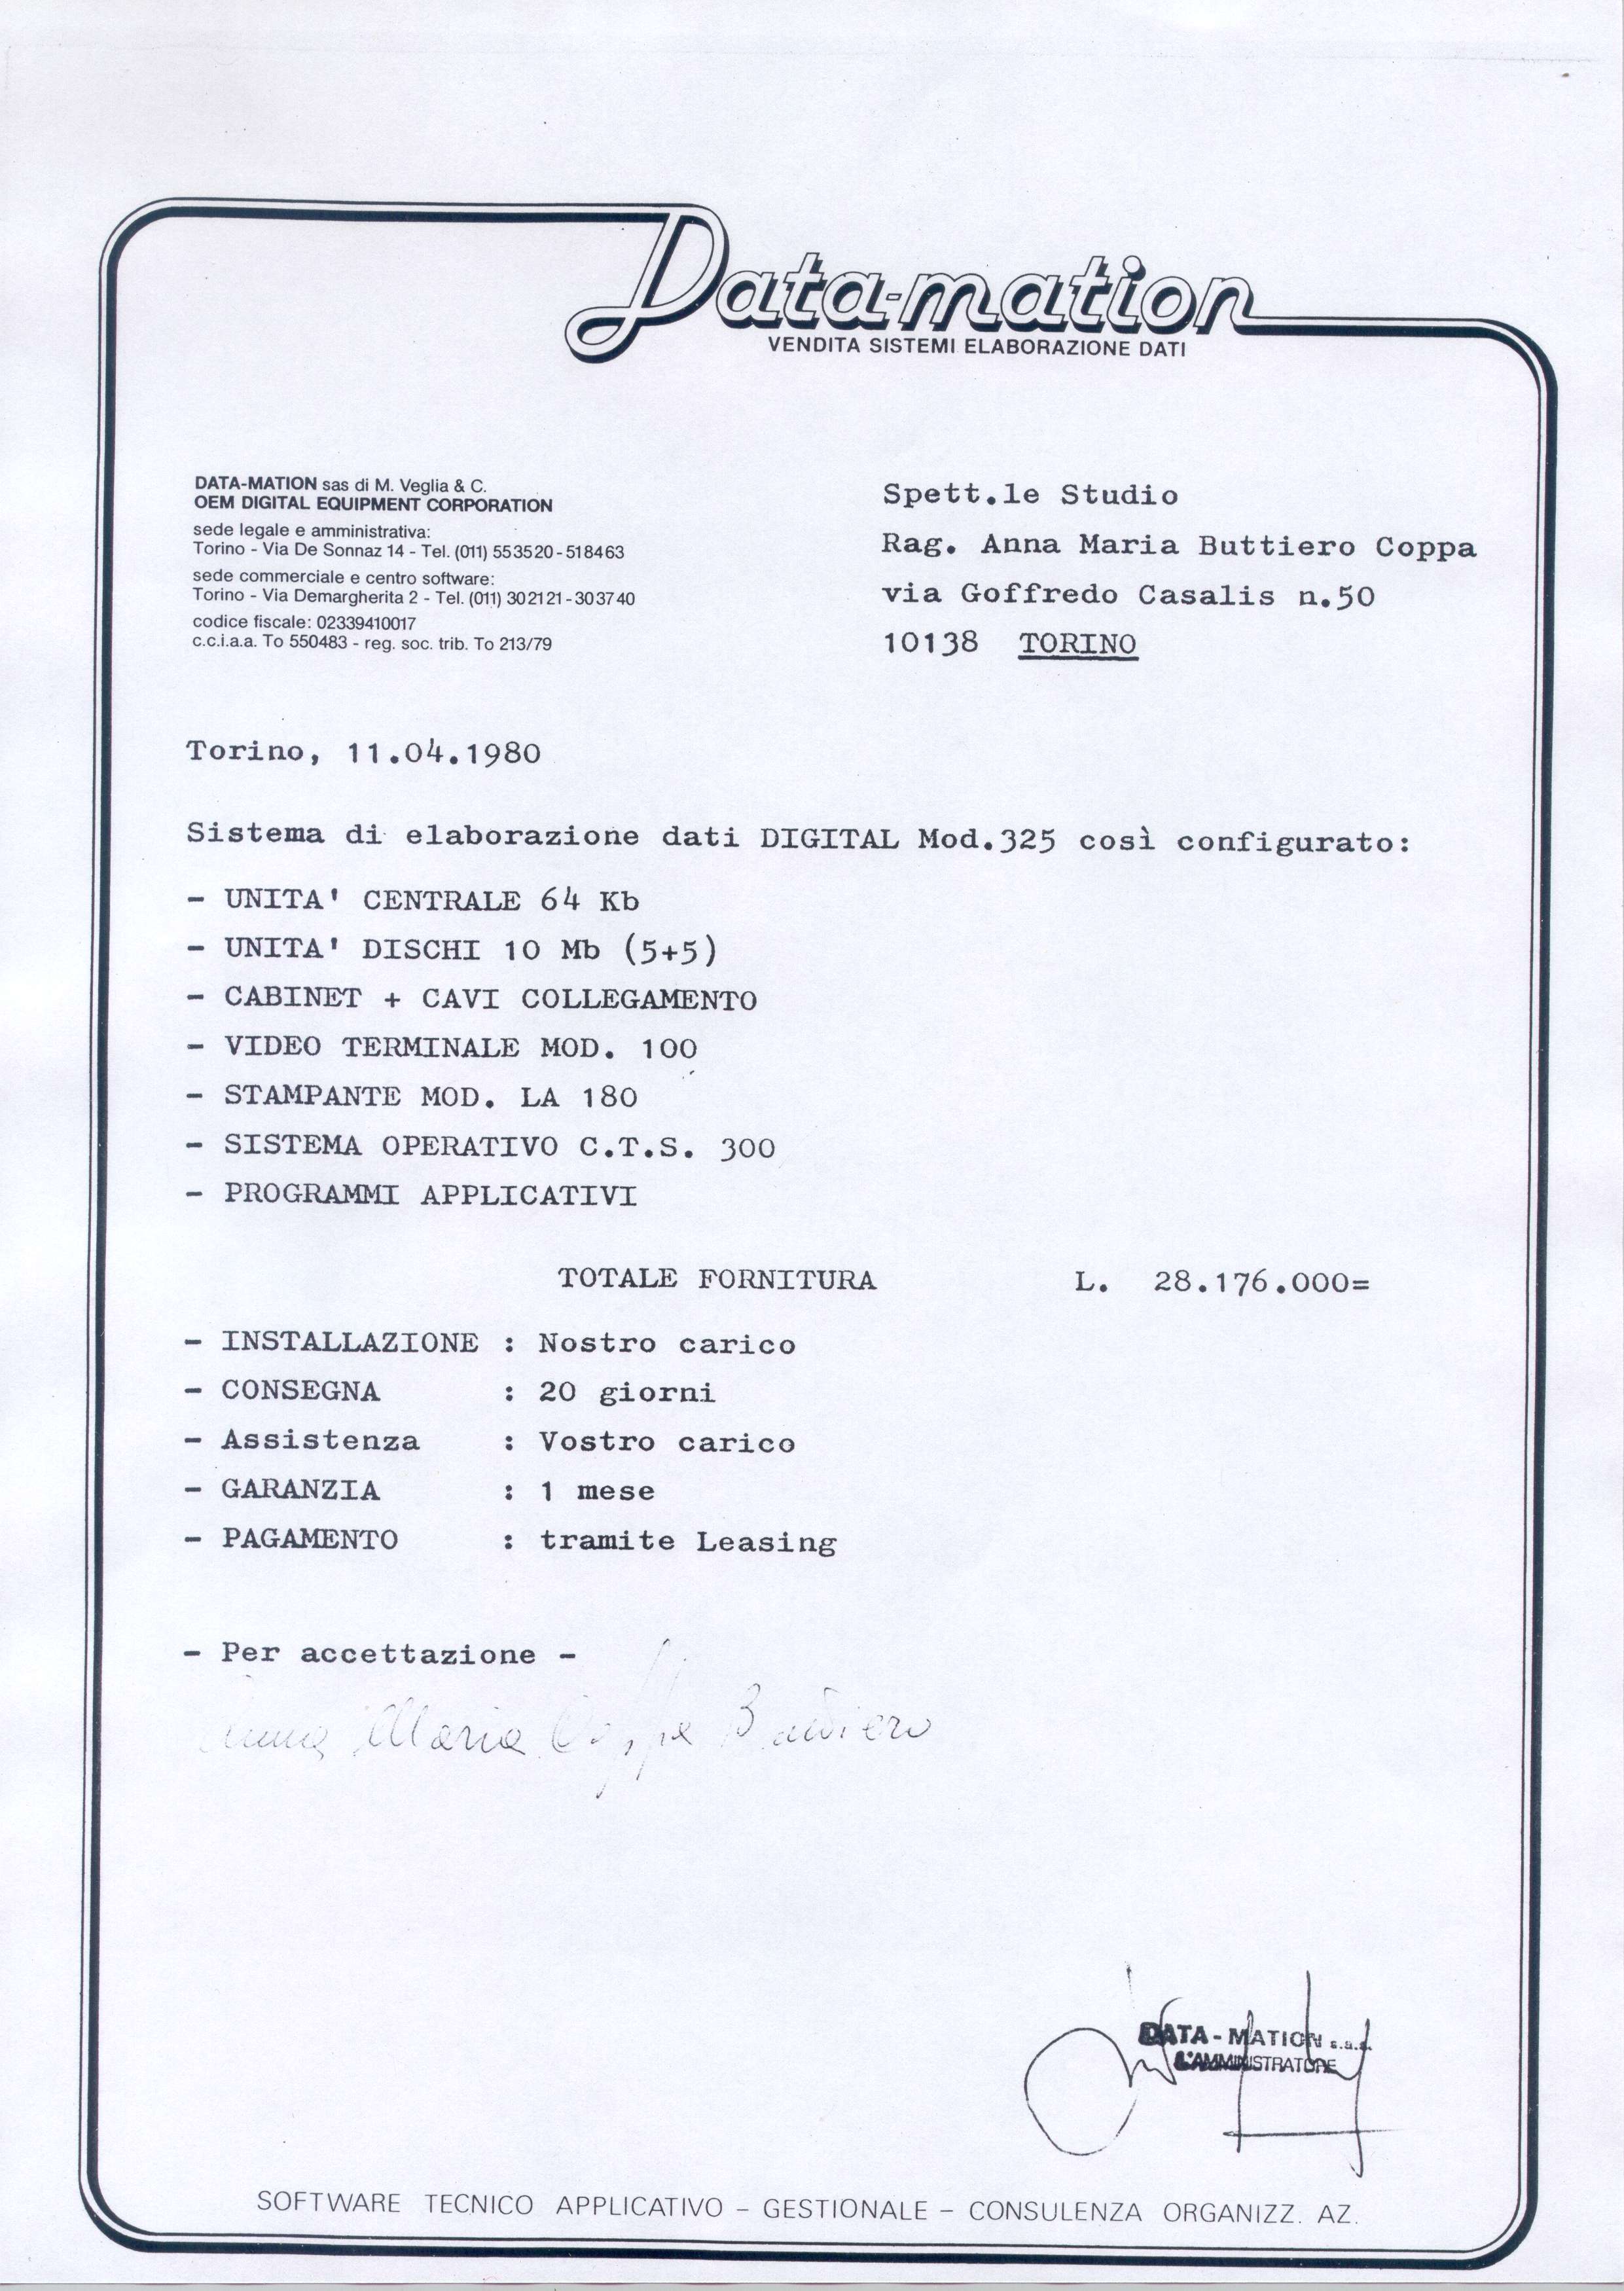 Data-mation
VENDITA SISTEMI ELABORAZIONE DATI
DATA-MATION sas di M. Veglia & C.
OEM DIGITAL EQUIPMENT CORPORATION
sede legale e amministrativa:
Torino - Via De Sonnaz 14 - Tel. (011) 553520-518463
sede commerciale e centro software:
Torino - Via Demargherita 2 - Tel. (011) 302121-303740
codice fiscale: 02339410017
c.c.i.a.a. To 550483 - reg. soc. trib. To 213/79
Spett.le Studio
Rag. Anna Maria Buttiero Coppa
via Goffredo Casalis n.50
10138 TORINO
Torino, 11.04.1980
Sistema di elaborazione dati DIGITAL Mod.325 così configurato:
- UNITA' CENTRALE 64 Kb
- UNITA' DISCHI 10 Mb (5+5)
- CABINET + CAVI COLLEGAMENTO
- VIDEO TERMINALE MOD. 100
- STAMPANTE MOD. LA 180
- SISTEMA OPERATIVO C.T.S. 300
- PROGRAMMI APPLICATIVI
TOTALE FORNITURA L. 28.176.000=
- INSTALLAZIONE : Nostro carico
- CONSEGNA : 20 giorni
- Assistenza : Vostro carico
- GARANZIA : 1 mese
- PAGAMENTO : tramite Leasing
- Per accettazione -
Anna Maria Coppa Buttiero
DATA-MATION s.a.s.
L'AMMINISTRATORE
SOFTWARE TECNICO APPLICATIVO - GESTIONALE - CONSULENZA ORGANIZZ. AZ.